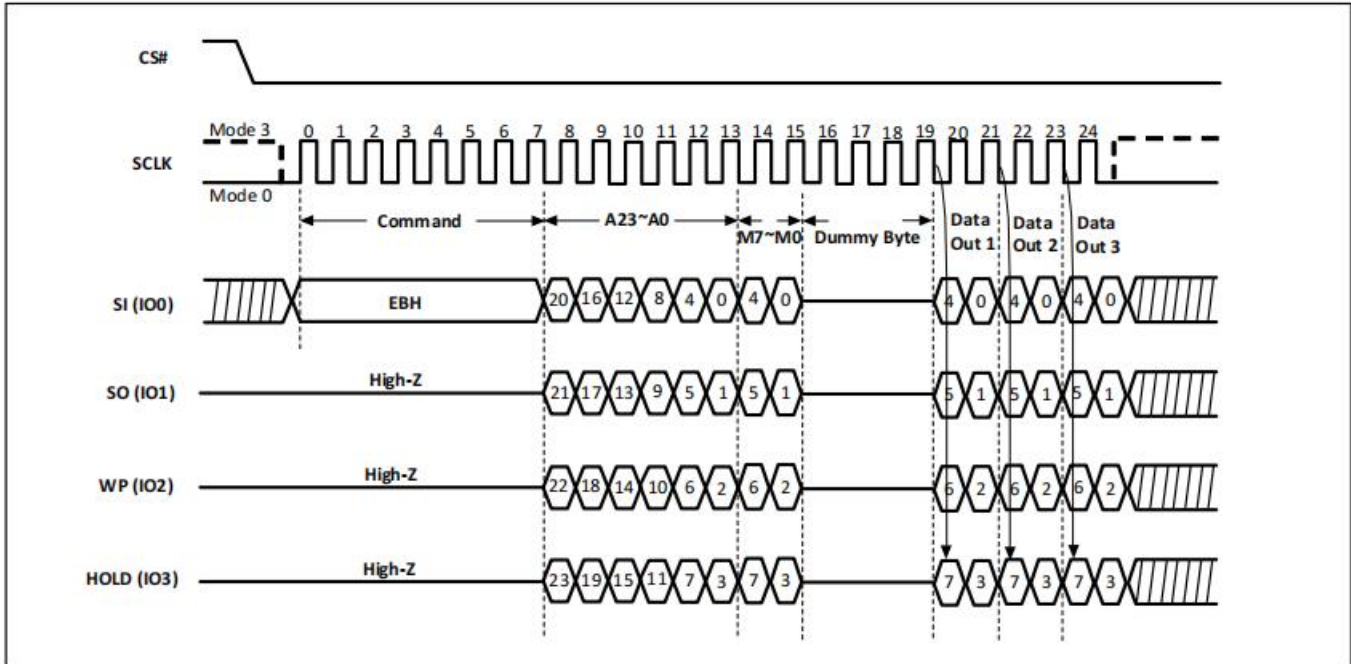 CS#
Mode 3 0 1 2 3 4 5 6 7 8 9 10 11 12 13 14 15 16 17 18 19 20 21 22 23 24
SCLK
Mode 0
Command A23~A0 M7~M0 Dummy Byte Data Out 1 Data Out 2 Data Out 3
SI (IO0) EBH 20 16 12 8 4 0 4 0 4 0 4 0 4 0
High-Z
SO (IO1) 21 17 13 9 5 1 5 1 5 1 5 1 5 1
High-Z
WP (IO2) 22 18 14 10 6 2 6 2 6 2 6 2 6 2
High-Z
HOLD (IO3) 23 19 15 11 7 3 7 3 7 3 7 3 7 3